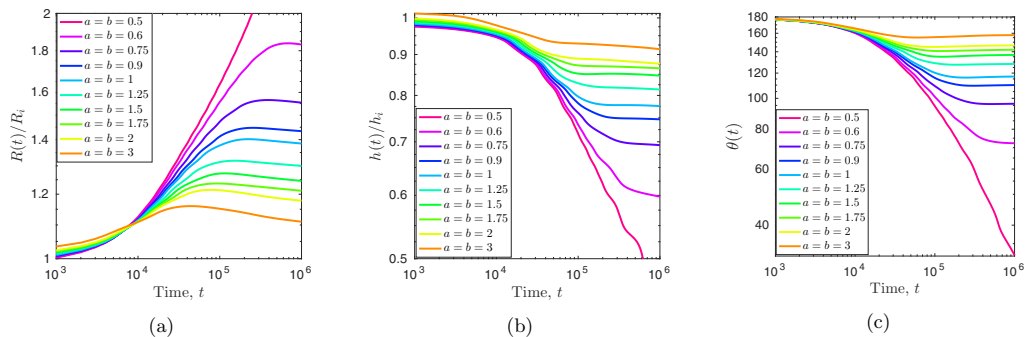 2
1.8
1.6
1.4
1.2
1
R(t)/R_i
a = b = 0.5
a = b = 0.6
a = b = 0.75
a = b = 0.9
a = b = 1
a = b = 1.25
a = b = 1.5
a = b = 1.75
a = b = 2
a = b = 3
10^3 10^4 10^5 10^6
Time, t
(a)
1
0.9
0.8
0.7
0.6
0.5
h(t)/h_i
a = b = 0.5
a = b = 0.6
a = b = 0.75
a = b = 0.9
a = b = 1
a = b = 1.25
a = b = 1.5
a = b = 1.75
a = b = 2
a = b = 3
10^3 10^4 10^5 10^6
Time, t
(b)
180
160
140
120
100
80
60
40
θ(t)
a = b = 0.5
a = b = 0.6
a = b = 0.75
a = b = 0.9
a = b = 1
a = b = 1.25
a = b = 1.5
a = b = 1.75
a = b = 2
a = b = 3
10^3 10^4 10^5 10^6
Time, t
(c)